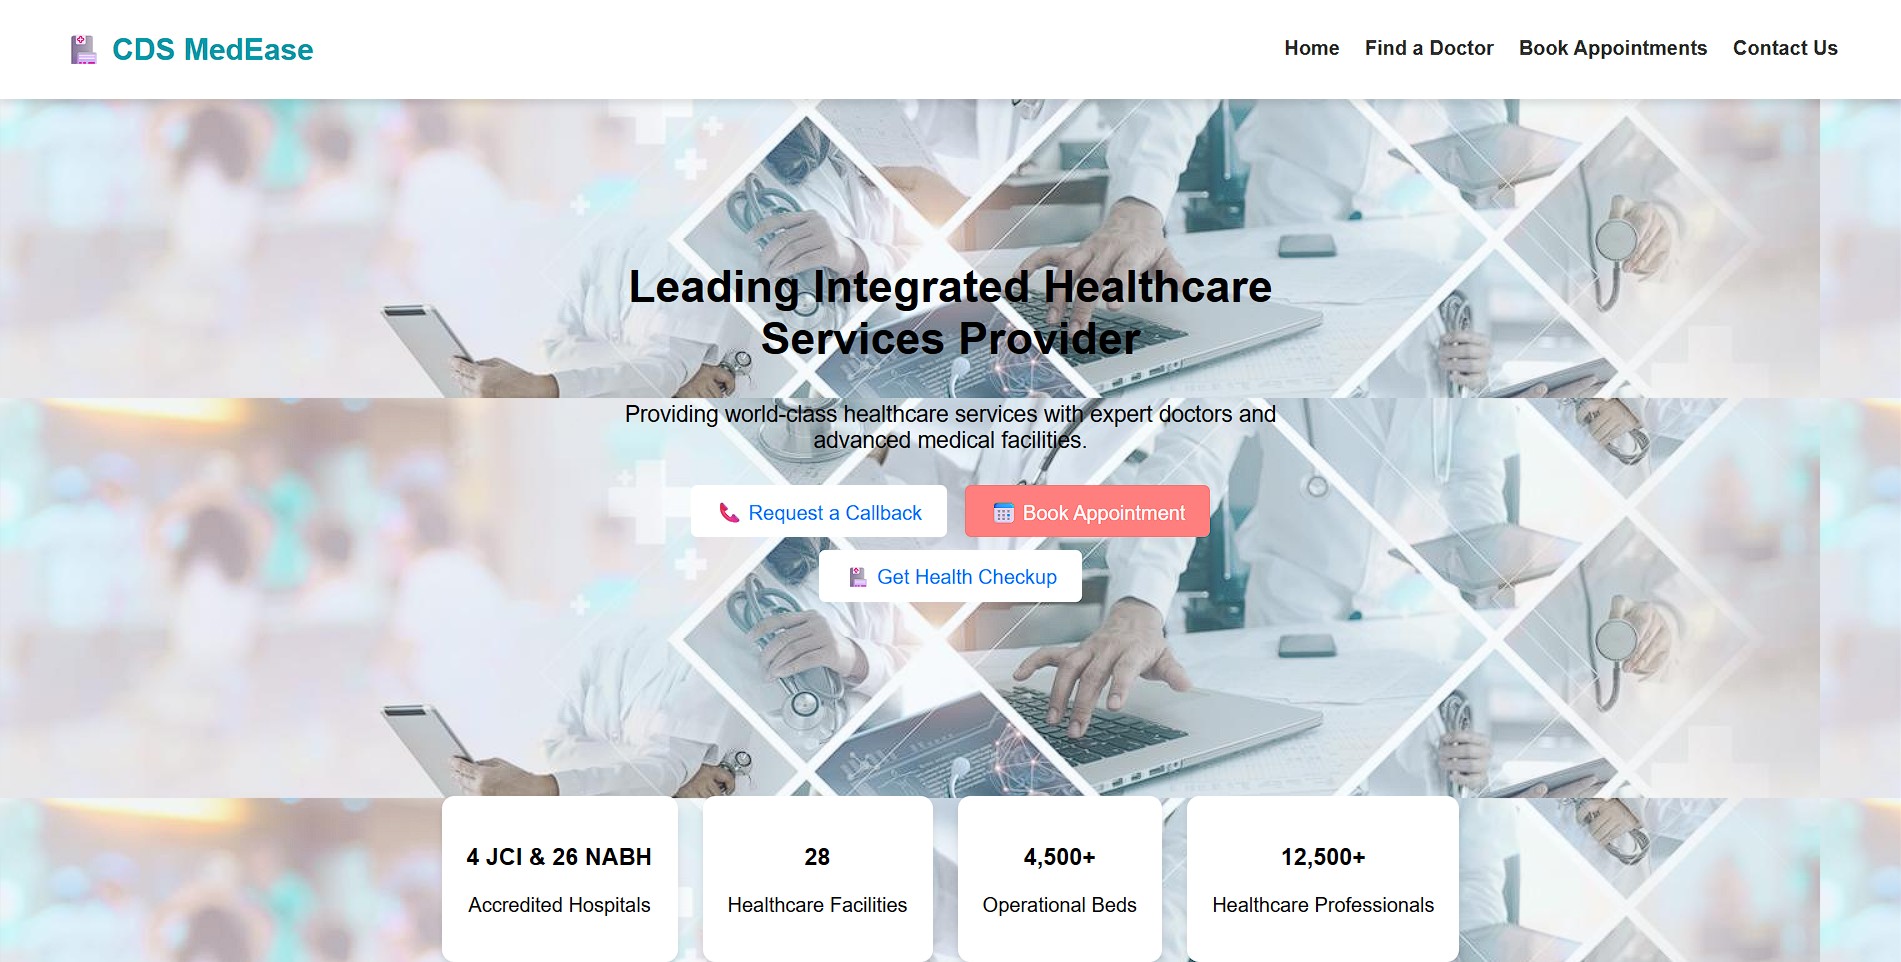 CDS MedEase
Home
Find a Doctor
Book Appointments
Contact Us
Leading Integrated Healthcare
Services Provider
Providing world-class healthcare services with expert doctors and
advanced medical facilities.
Request a Callback
Book Appointment
Get Health Checkup
4 JCI & 26 NABH
Accredited Hospitals
28
Healthcare Facilities
4,500+
Operational Beds
12,500+
Healthcare Professionals